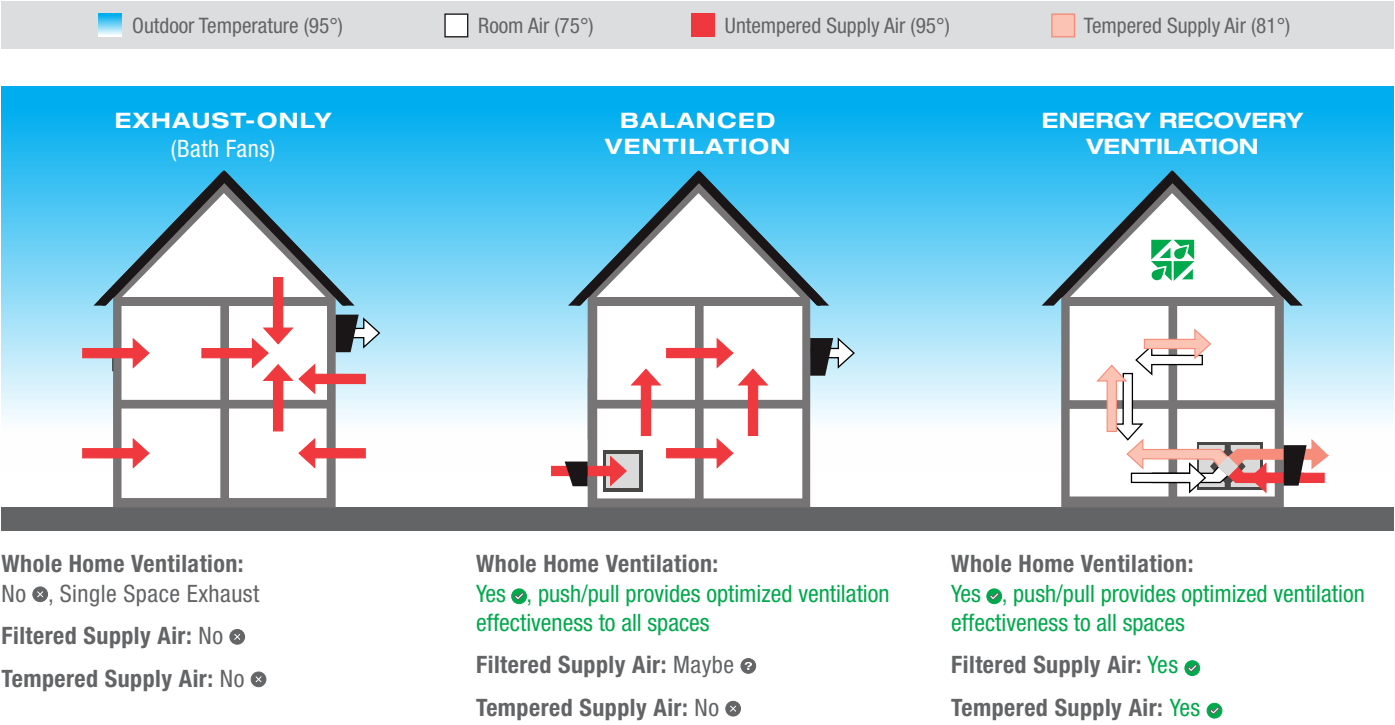 Outdoor Temperature (95°)
Room Air (75°)
Untempered Supply Air (95°)
Tempered Supply Air (81°)
EXHAUST-ONLY
(Bath Fans)
BALANCED
VENTILATION
ENERGY RECOVERY
VENTILATION
Whole Home Ventilation:
No, Single Space Exhaust
Filtered Supply Air: No
Tempered Supply Air: No
Whole Home Ventilation:
Yes, push/pull provides optimized ventilation
effectiveness to all spaces
Filtered Supply Air: Maybe ?
Tempered Supply Air: No
Whole Home Ventilation:
Yes, push/pull provides optimized ventilation
effectiveness to all spaces
Filtered Supply Air: Yes
Tempered Supply Air: Yes